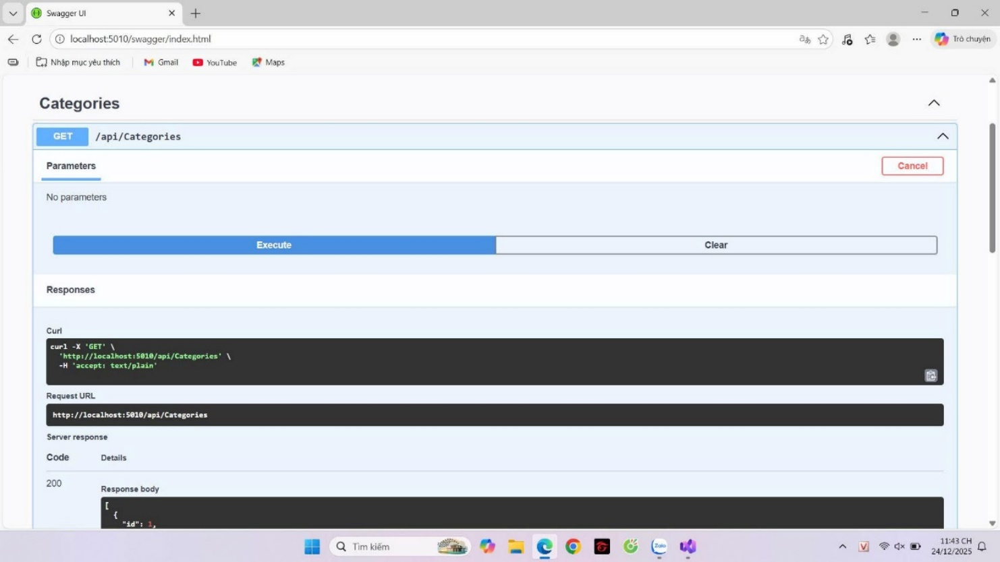 Swagger UI
localhost:5010/swagger/index.html
Trò chuyện
Nhập mục yêu thích
Gmail
YouTube
Maps
Categories
GET
/api/Categories
Parameters
Cancel
No parameters
Execute
Clear
Responses
Curl
curl -X 'GET' \
'http://localhost:5010/api/Categories' \
-H 'accept: text/plain'
Request URL
http://localhost:5010/api/Categories
Server response
Code
Details
200
Response body
[
{
"id": 1,
Tìm kiếm
Zalo
V
11:43 CH
24/12/2025